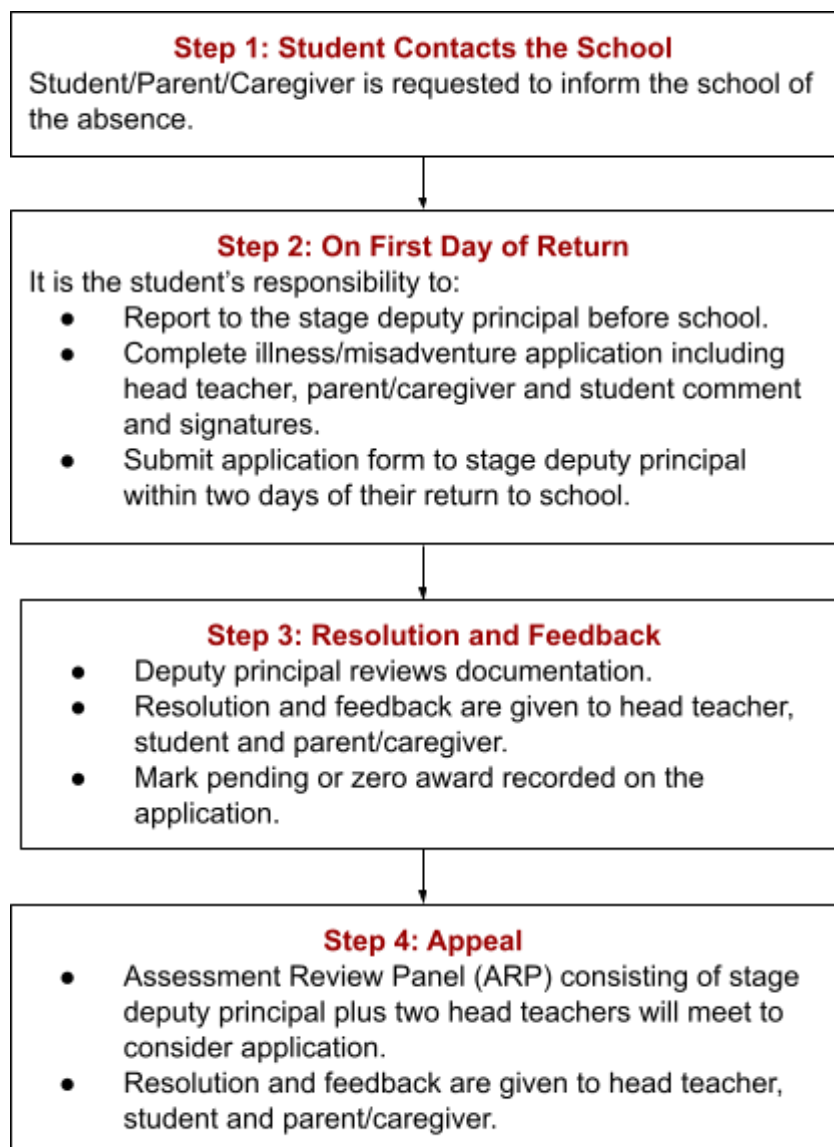 Step 1: Student Contacts the School
Student/Parent/Caregiver is requested to inform the school of
the absence.
Step 2: On First Day of Return
It is the student's responsibility to:
● Report to the stage deputy principal before school.
● Complete illness/misadventure application including
head teacher, parent/caregiver and student comment
and signatures.
● Submit application form to stage deputy principal
within two days of their return to school.
Step 3: Resolution and Feedback
● Deputy principal reviews documentation.
● Resolution and feedback are given to head teacher,
student and parent/caregiver.
● Mark pending or zero award recorded on the
application.
Step 4: Appeal
● Assessment Review Panel (ARP) consisting of stage
deputy principal plus two head teachers will meet to
consider application.
● Resolution and feedback are given to head teacher,
student and parent/caregiver.